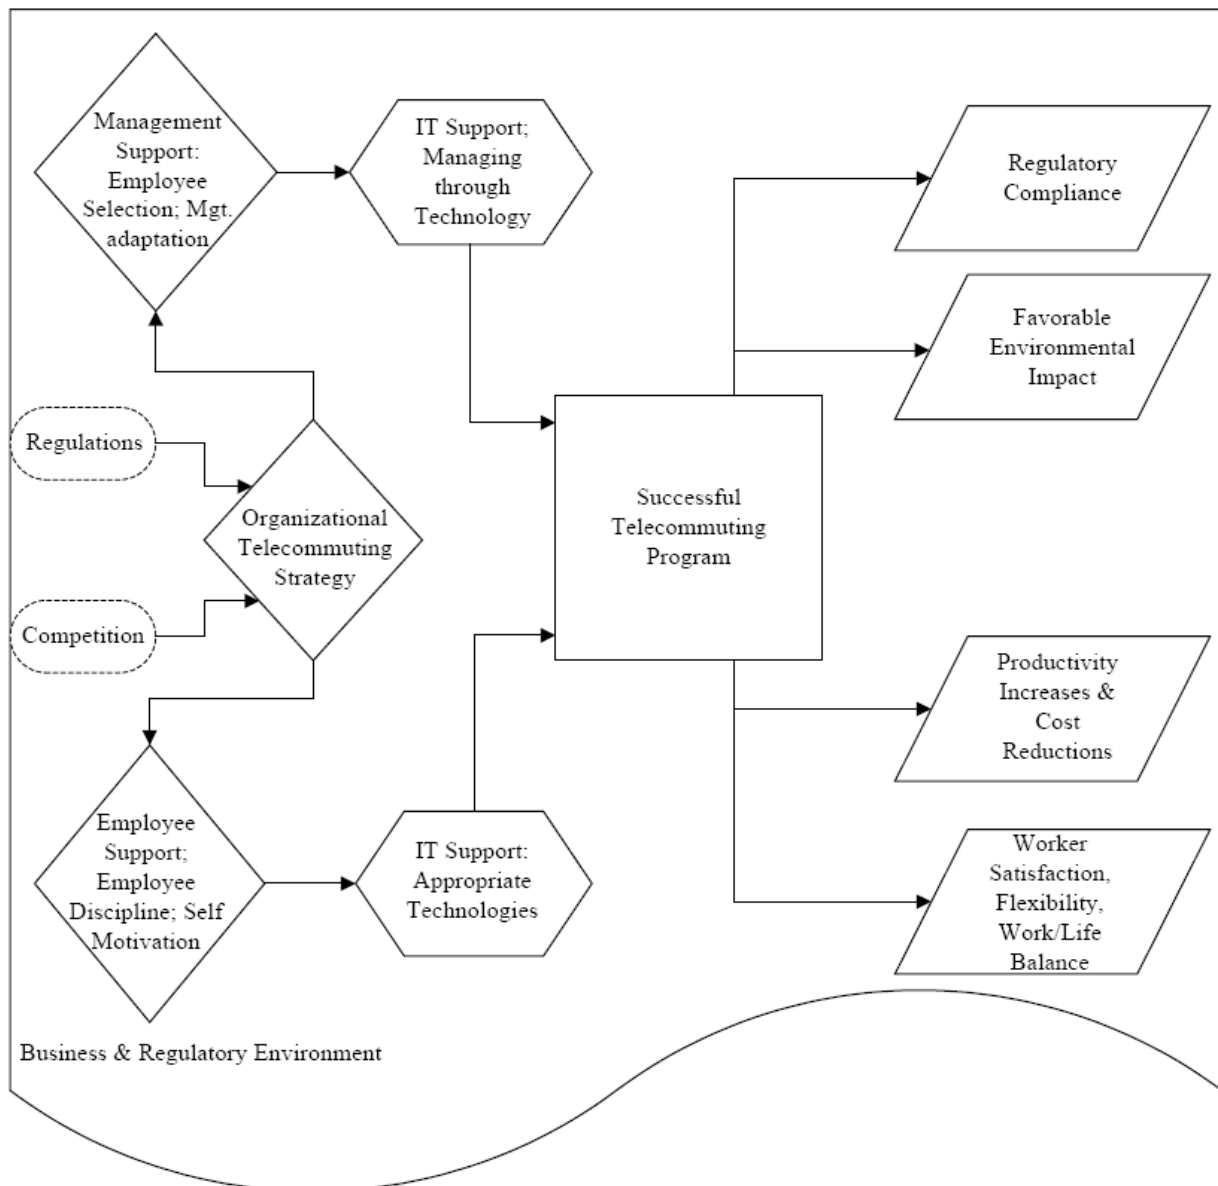 Management
Support:
Employee
Selection; Mgt.
adaptation
IT Support;
Managing
through
Technology
Regulatory
Compliance
Favorable
Environmental
Impact
Regulations
Organizational
Telecommuting
Strategy
Competition
Successful
Telecommuting
Program
Productivity
Increases &
Cost
Reductions
Employee
Support;
Employee
Discipline; Self
Motivation
IT Support:
Appropriate
Technologies
Worker
Satisfaction,
Flexibility,
Work/Life
Balance
Business & Regulatory Environment